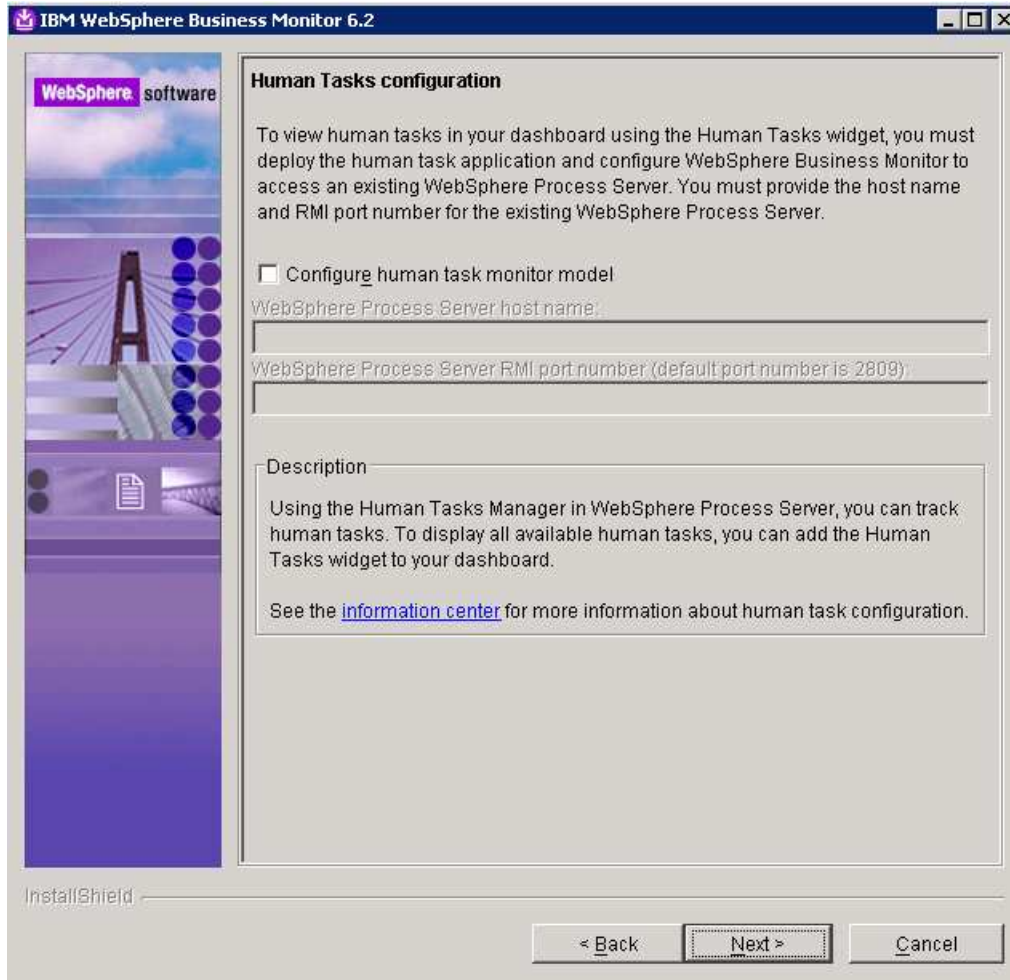 IBM WebSphere Business Monitor 6.2
WebSphere software
Human Tasks configuration
To view human tasks in your dashboard using the Human Tasks widget, you must
deploy the human task application and configure WebSphere Business Monitor to
access an existing WebSphere Process Server. You must provide the host name
and RMI port number for the existing WebSphere Process Server.
Configure human task monitor model
WebSphere Process Server host name:
WebSphere Process Server RMI port number (default port number is 2809):
Description
Using the Human Tasks Manager in WebSphere Process Server, you can track
human tasks. To display all available human tasks, you can add the Human
Tasks widget to your dashboard.
See the information center for more information about human task configuration.
InstallShield
< Back
Next >
Cancel